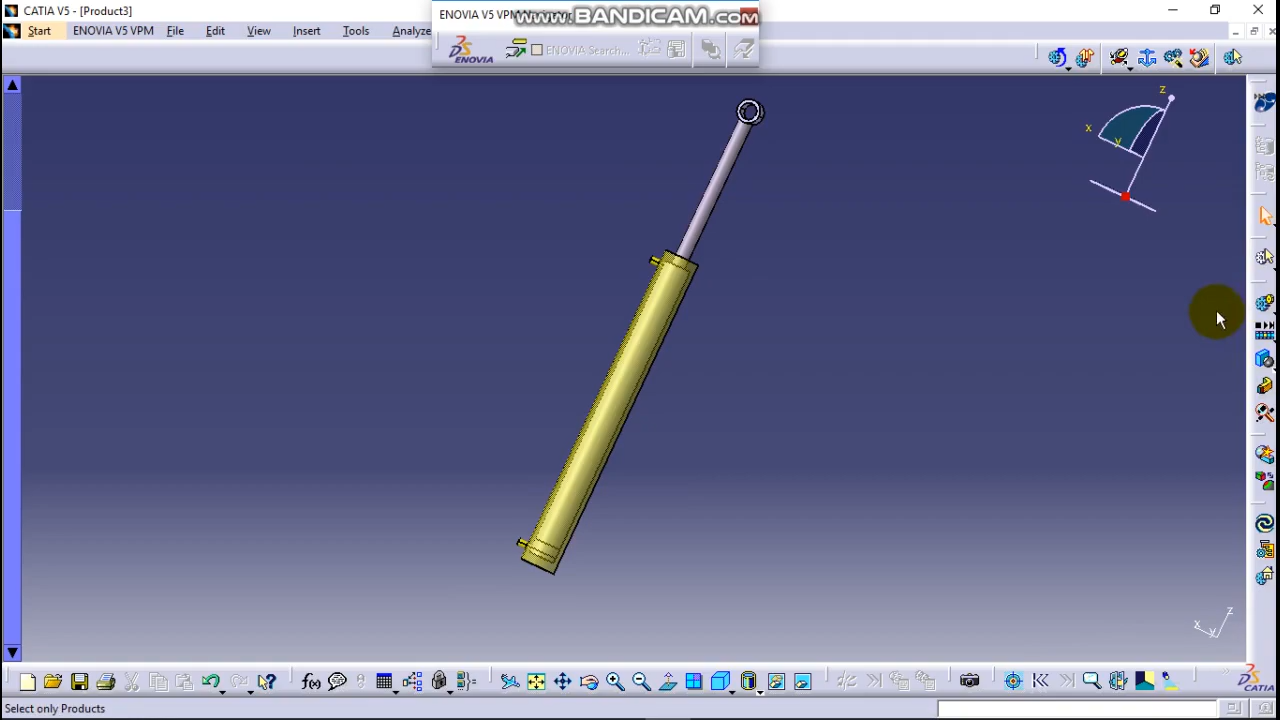 CATIA V5 - [Product3]
ENOVIA V5 VPM
www.BANDICAM.com
Start
ENOVIA V5 VPM
File
Edit
View
Insert
Tools
Analyze
ENOVIA
ENOVIA Search...
z
x
y
z
x
y
f(x)
CATIA
Select only Products